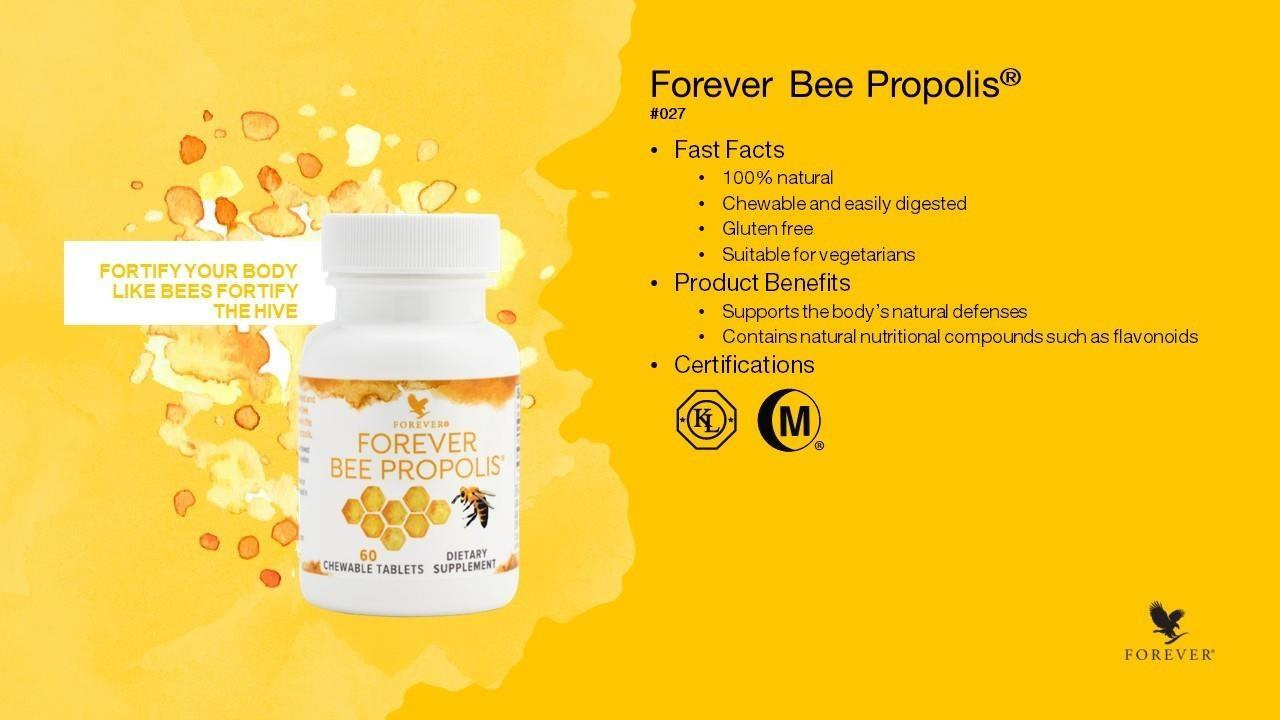 Forever Bee Propolis®
#027
• Fast Facts
• 100% natural
• Chewable and easily digested
• Gluten free
• Suitable for vegetarians
• Product Benefits
• Supports the body's natural defenses
• Contains natural nutritional compounds such as flavonoids
• Certifications
KL
M®
FORTIFY YOUR BODY
LIKE BEES FORTIFY
THE HIVE
FOREVER®
FOREVER
BEE PROPOLIS®
60
CHEWABLE TABLETS
DIETARY
SUPPLEMENT
FOREVER®